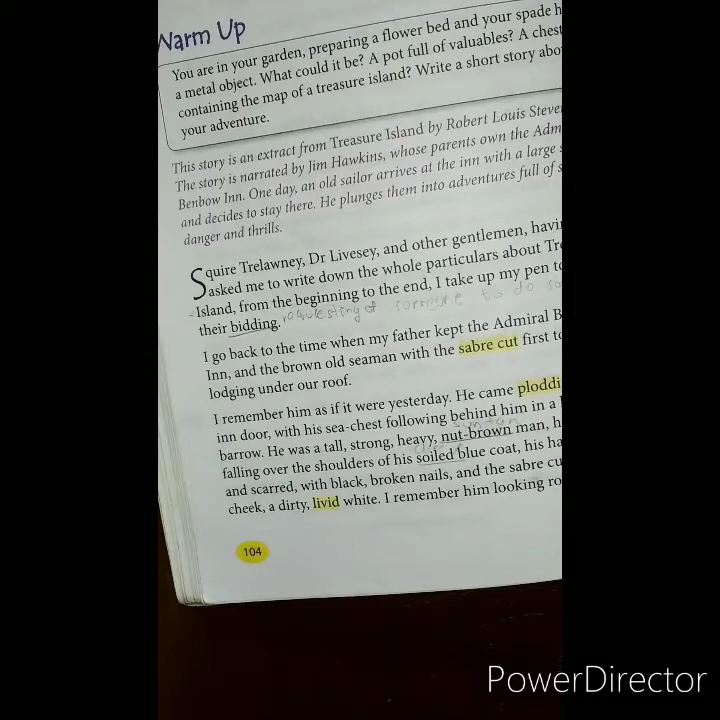 Warm Up
You are in your garden, preparing a flower bed and your spade h
a metal object. What could it be? A pot full of valuables? A chest
containing the map of a treasure island? Write a short story abo
your adventure.
This story is an extract from Treasure Island by Robert Louis Steve
The story is narrated by Jim Hawkins, whose parents own the Adm
Benbow Inn. One day, an old sailor arrives at the inn with a large s
and decides to stay there. He plunges them into adventures full of s
danger and thrills.
Squire Trelawney, Dr Livesey, and other gentlemen, havi
asked me to write down the whole particulars about Tre
Island, from the beginning to the end, I take up my pen to
their bidding. requesting of someone to do so
I go back to the time when my father kept the Admiral B
Inn, and the brown old seaman with the sabre cut first to
lodging under our roof.
I remember him as if it were yesterday. He came ploddi
inn door, with his sea-chest following behind him in a
barrow. He was a tall, strong, heavy, nut-brown man, h
suntan
falling over the shoulders of his soiled blue coat, his ha
and scarred, with black, broken nails, and the sabre cu
cheek, a dirty, livid white. I remember him looking ro
104
PowerDirector